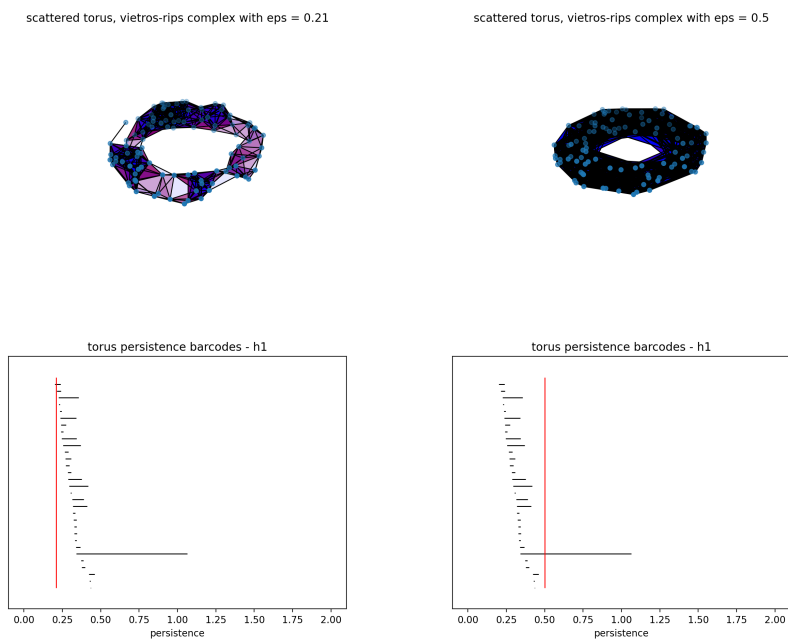 scattered torus, vietros-rips complex with eps = 0.21
scattered torus, vietros-rips complex with eps = 0.5
torus persistence barcodes - h1
0.00 0.25 0.50 0.75 1.00 1.25 1.50 1.75 2.00
persistence
torus persistence barcodes - h1
0.00 0.25 0.50 0.75 1.00 1.25 1.50 1.75 2.00
persistence